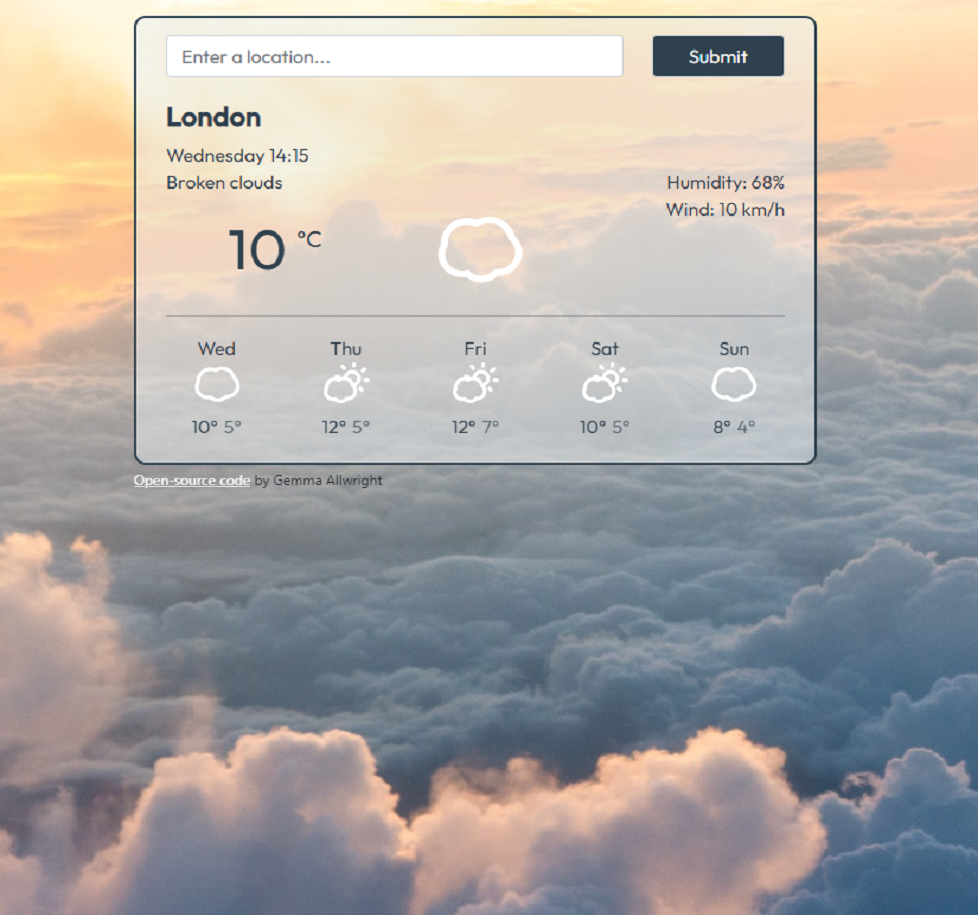 Enter a location...
Submit
London
Wednesday 14:15
Broken clouds
Humidity: 68%
Wind: 10 km/h
10 °C
Wed Thu Fri Sat Sun
10° 5° 12° 5° 12° 7° 10° 5° 8° 4°
Open-source code by Gemma Allwright